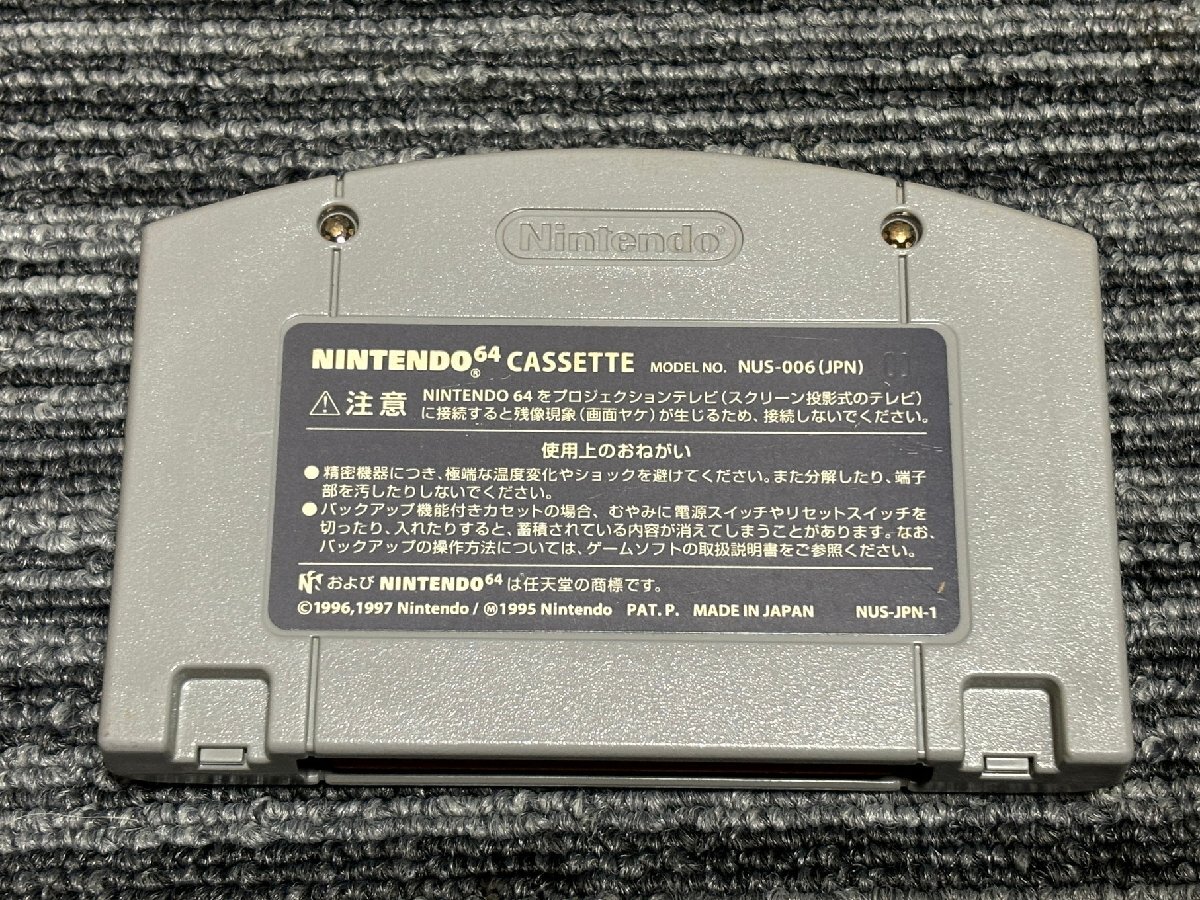 Nintendo®
NINTENDO64® CASSETTE MODEL NO. NUS-006(JPN)
⚠注意 NINTENDO 64をプロジェクションテレビ(スクリーン投影式のテレビ)
に接続すると残像現象(画面ヤケ)が生じるため、接続しないでください。
使用上のおねがい
●精密機器につき、極端な温度変化やショックを避けてください。また分解したり、端子
部を汚したりしないでください。
●バックアップ機能付きカセットの場合、むやみに電源スイッチやリセットスイッチを
切ったり、入れたりすると、蓄積されている内容が消えてしまうことがあります。なお、
バックアップの操作方法については、ゲームソフトの取扱説明書をご参照ください。
および NINTENDO64 は任天堂の商標です。
©1996,1997 Nintendo/Ⓜ1995 Nintendo PAT.P. MADE IN JAPAN NUS-JPN-1